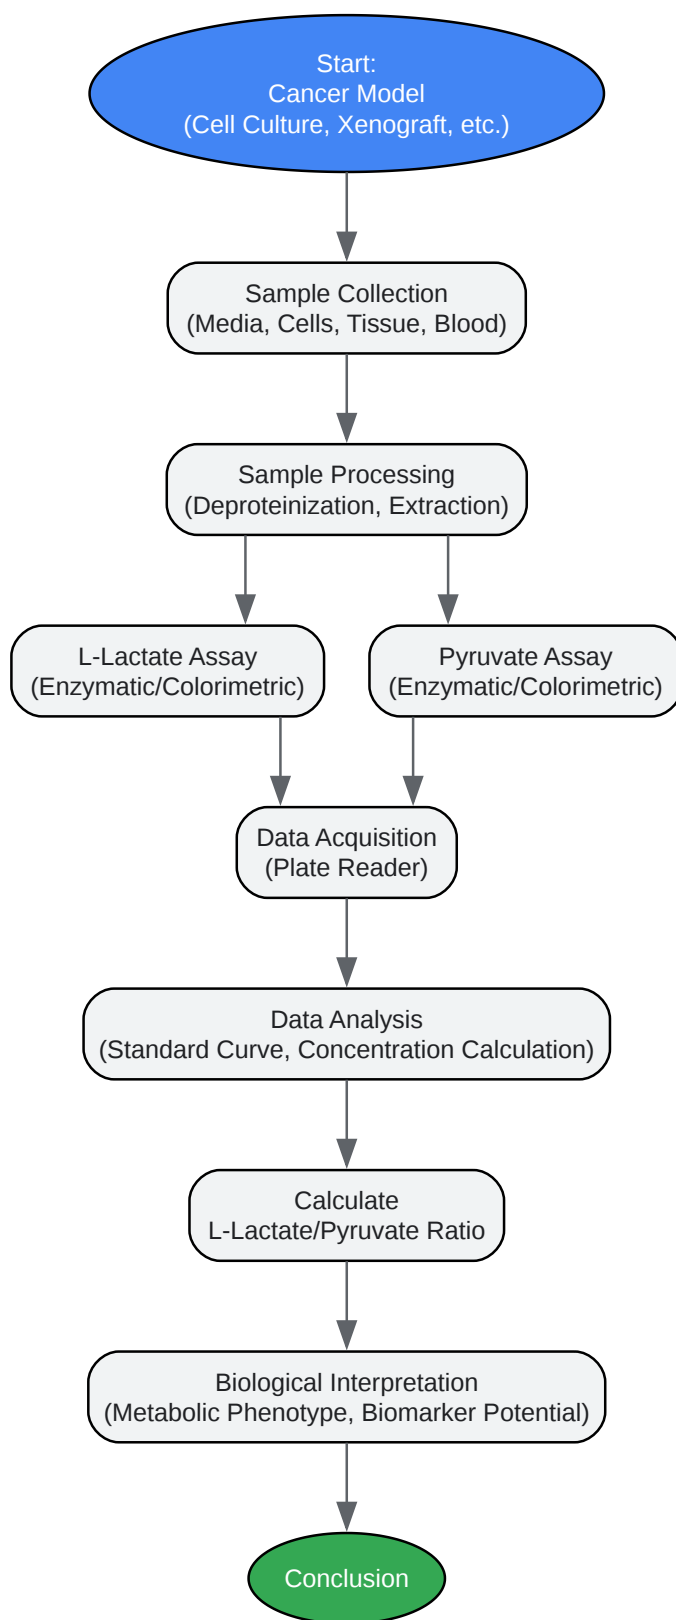 Start:
Cancer Model
(Cell Culture, Xenograft, etc.)
Sample Collection
(Media, Cells, Tissue, Blood)
Sample Processing
(Deproteinization, Extraction)
L-Lactate Assay
(Enzymatic/Colorimetric)
Pyruvate Assay
(Enzymatic/Colorimetric)
Data Acquisition
(Plate Reader)
Data Analysis
(Standard Curve, Concentration Calculation)
Calculate
L-Lactate/Pyruvate Ratio
Biological Interpretation
(Metabolic Phenotype, Biomarker Potential)
Conclusion